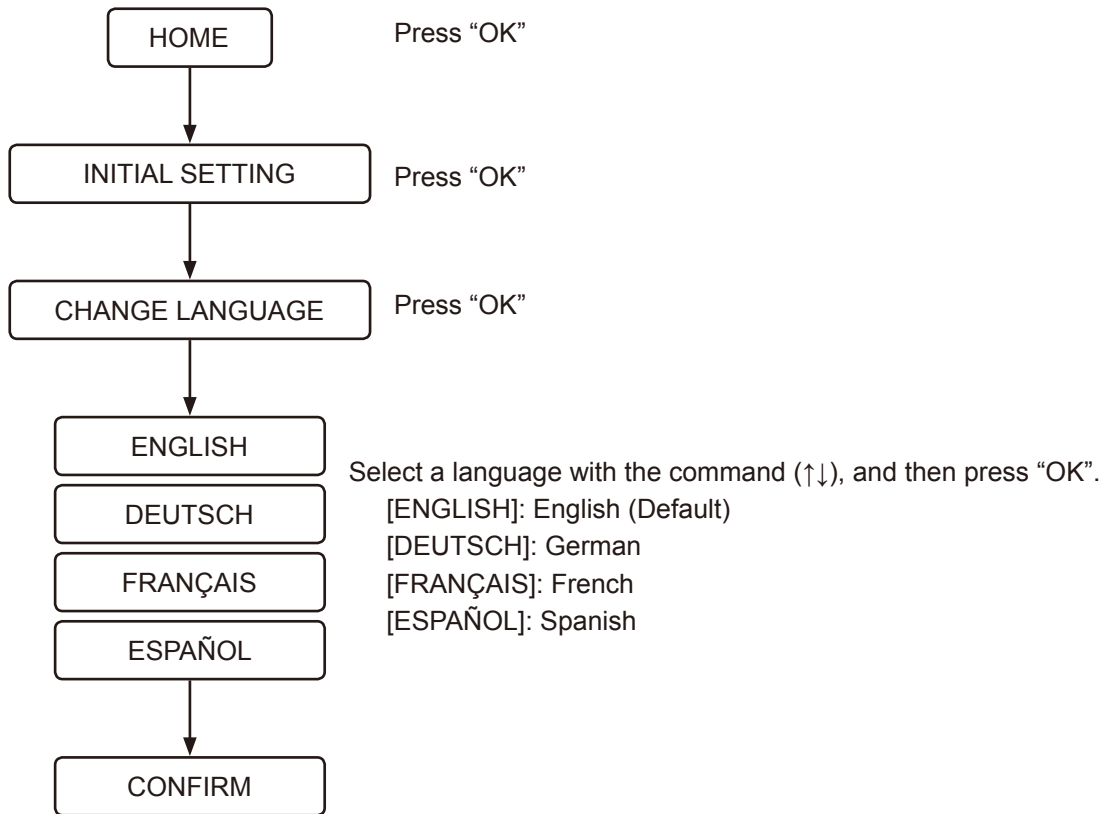 HOME
Press “OK”
INITIAL SETTING
Press “OK”
CHANGE LANGUAGE
Press “OK”
ENGLISH
DEUTSCH
FRANÇAIS
ESPAÑOL
Select a language with the command (↑↓), and then press “OK”.
[ENGLISH]: English (Default)
[DEUTSCH]: German
[FRANÇAIS]: French
[ESPAÑOL]: Spanish
CONFIRM